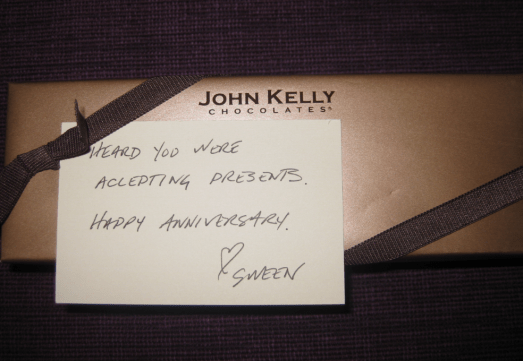 JOHN KELLY
CHOCOLATES
HEARD YOU WERE
ACCEPTING PRESENTS.
HAPPY ANNIVERSARY.
♡ SWEEN